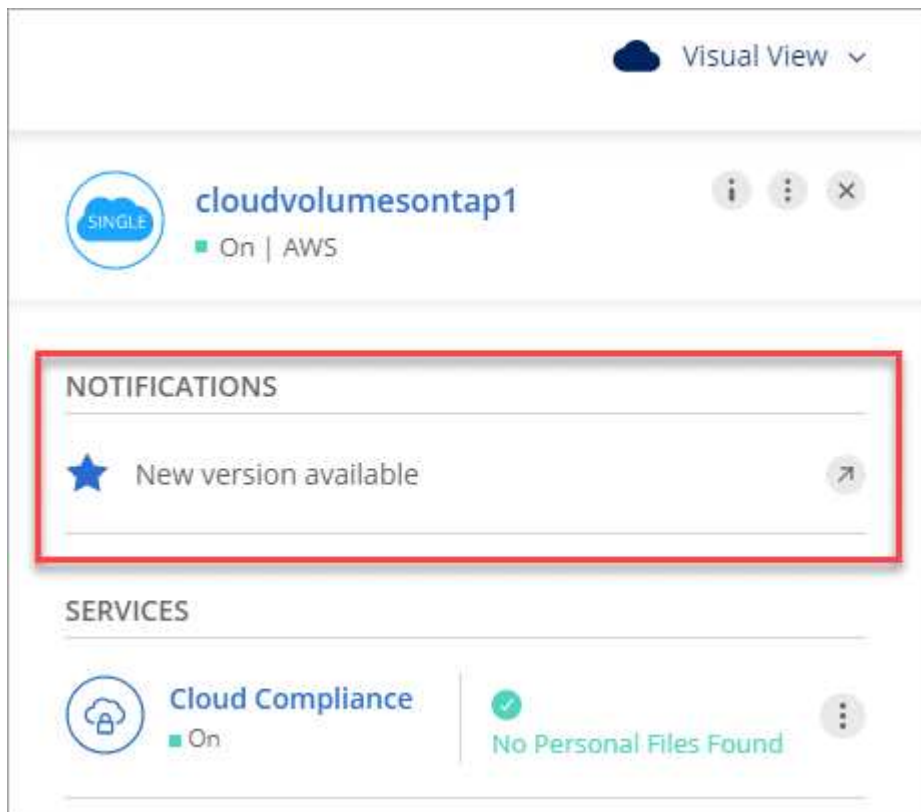 Visual View
SINGLE
cloudvolumesontap1
On | AWS
NOTIFICATIONS
New version available
SERVICES
Cloud Compliance
On
No Personal Files Found